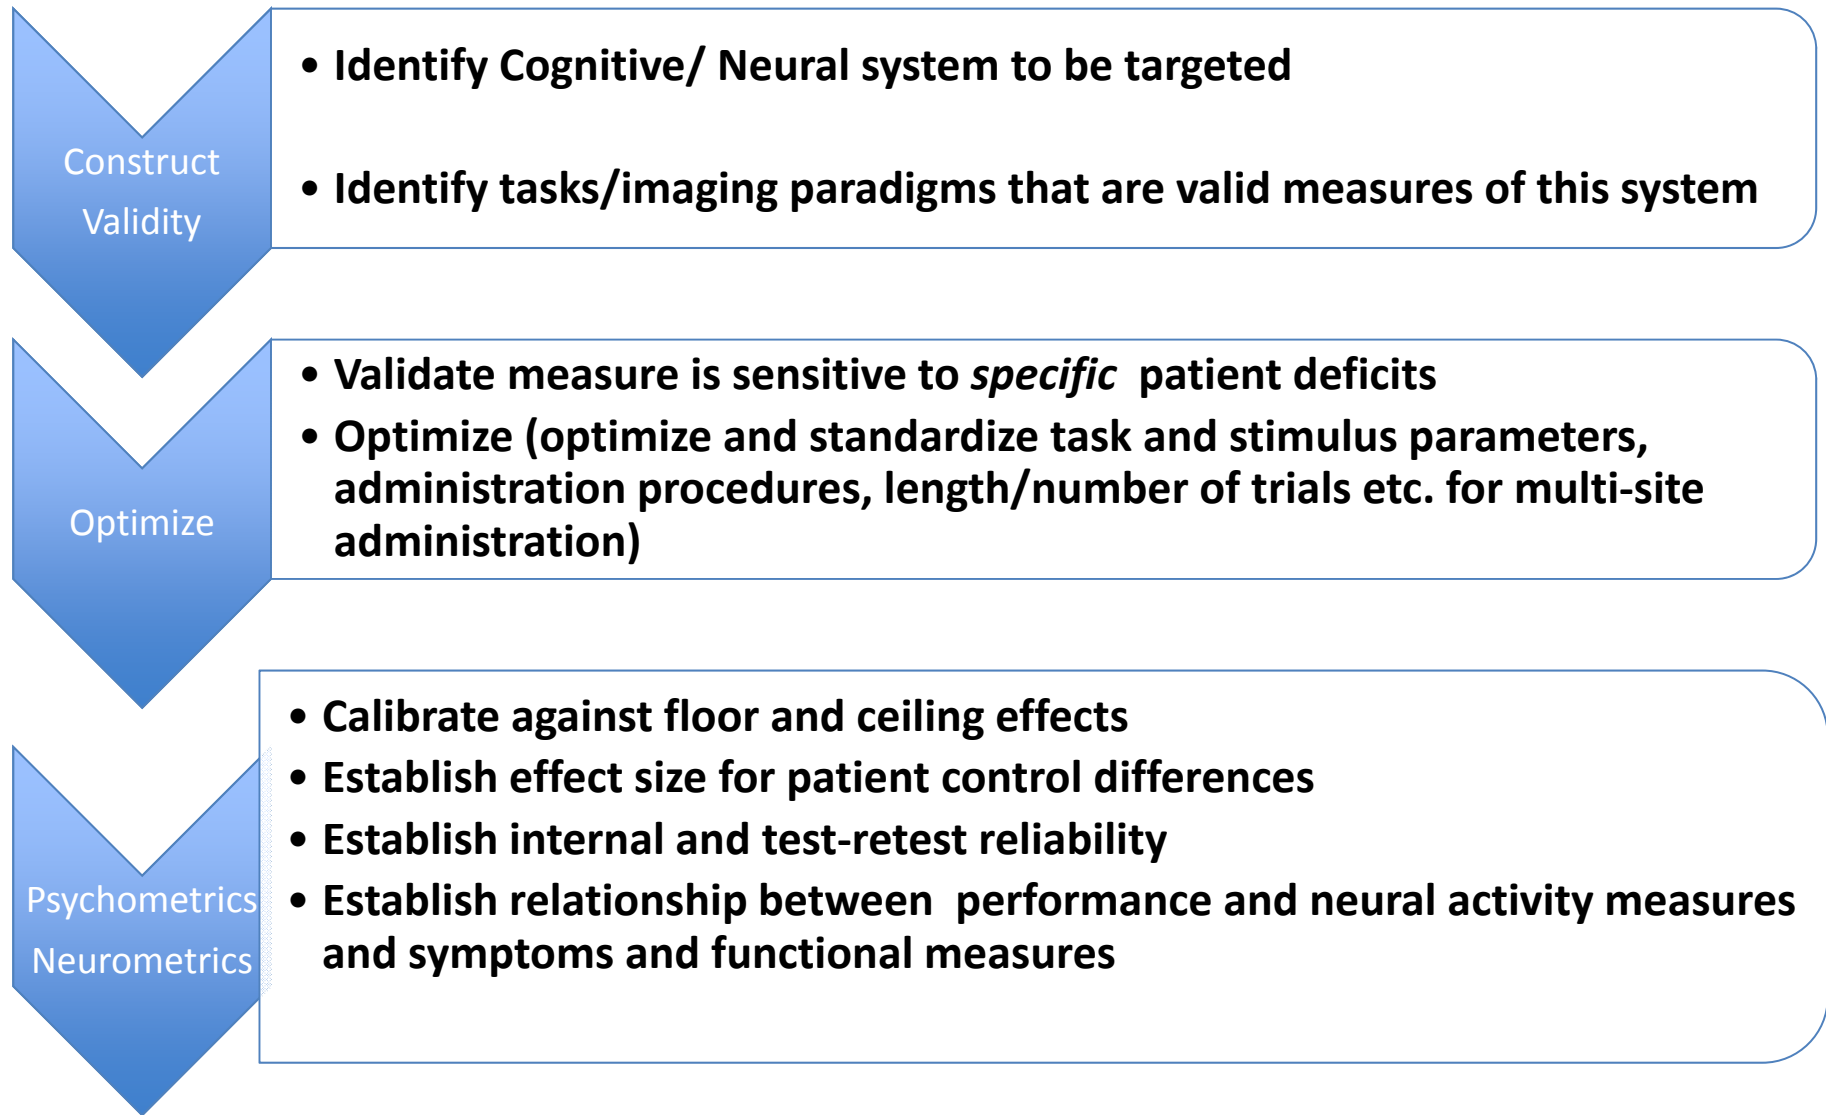 Construct
Validity
• Identify Cognitive/ Neural system to be targeted
• Identify tasks/imaging paradigms that are valid measures of this system
Optimize
• Validate measure is sensitive to specific  patient deficits
• Optimize (optimize and standardize task and stimulus parameters,
administration procedures, length/number of trials etc. for multi-site
administration)
Psychometrics
Neurometrics
• Calibrate against floor and ceiling effects
• Establish effect size for patient control differences
• Establish internal and test-retest reliability
• Establish relationship between  performance and neural activity measures
and symptoms and functional measures